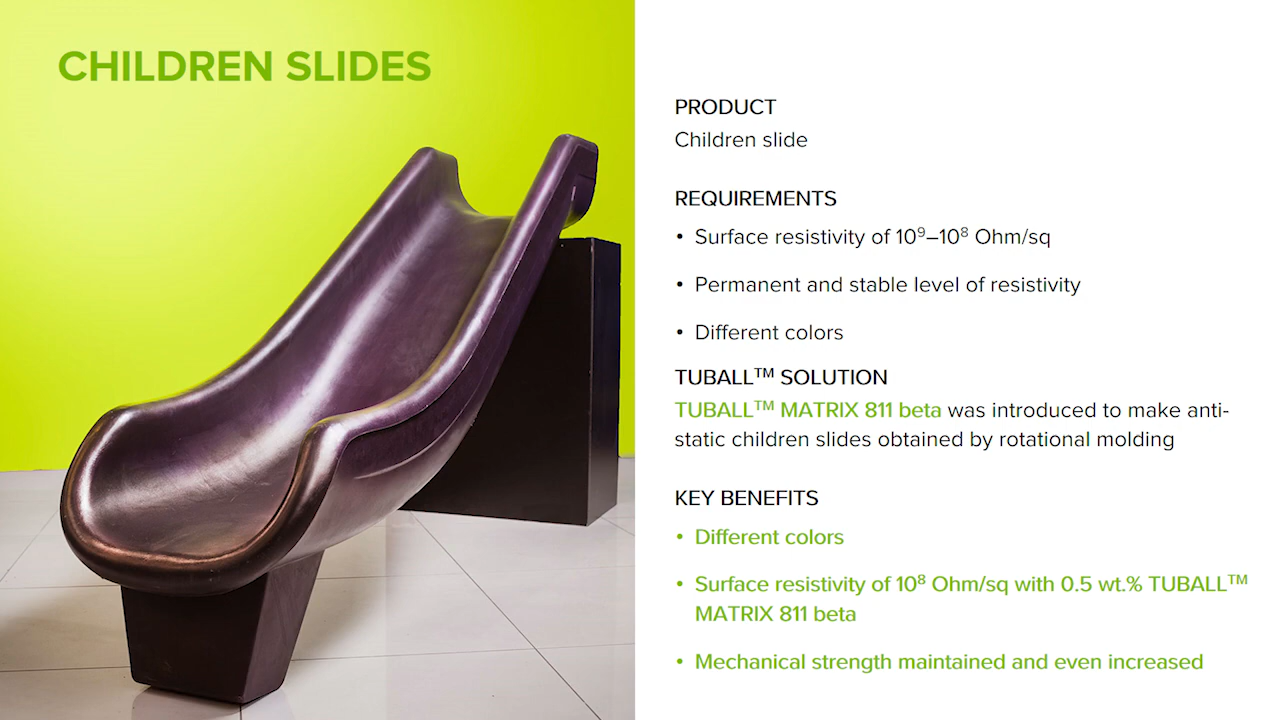 CHILDREN SLIDES
PRODUCT
Children slide
REQUIREMENTS
• Surface resistivity of 10⁹–10⁸ Ohm/sq
• Permanent and stable level of resistivity
• Different colors
TUBALL™ SOLUTION
TUBALL™ MATRIX 811 beta was introduced to make anti-
static children slides obtained by rotational molding
KEY BENEFITS
• Different colors
• Surface resistivity of 10⁸ Ohm/sq with 0.5 wt.% TUBALL™
MATRIX 811 beta
• Mechanical strength maintained and even increased